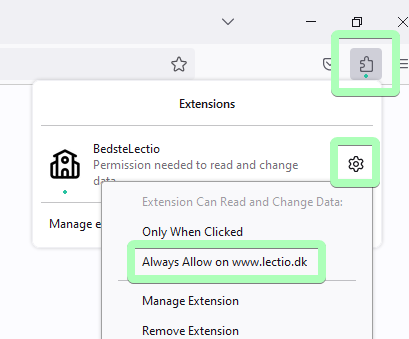 Extensions
BedsteLectio
Permission needed to read and change
data
Manage e
Extension Can Read and Change Data:
Only When Clicked
Always Allow on www.lectio.dk
Manage Extension
Remove Extension